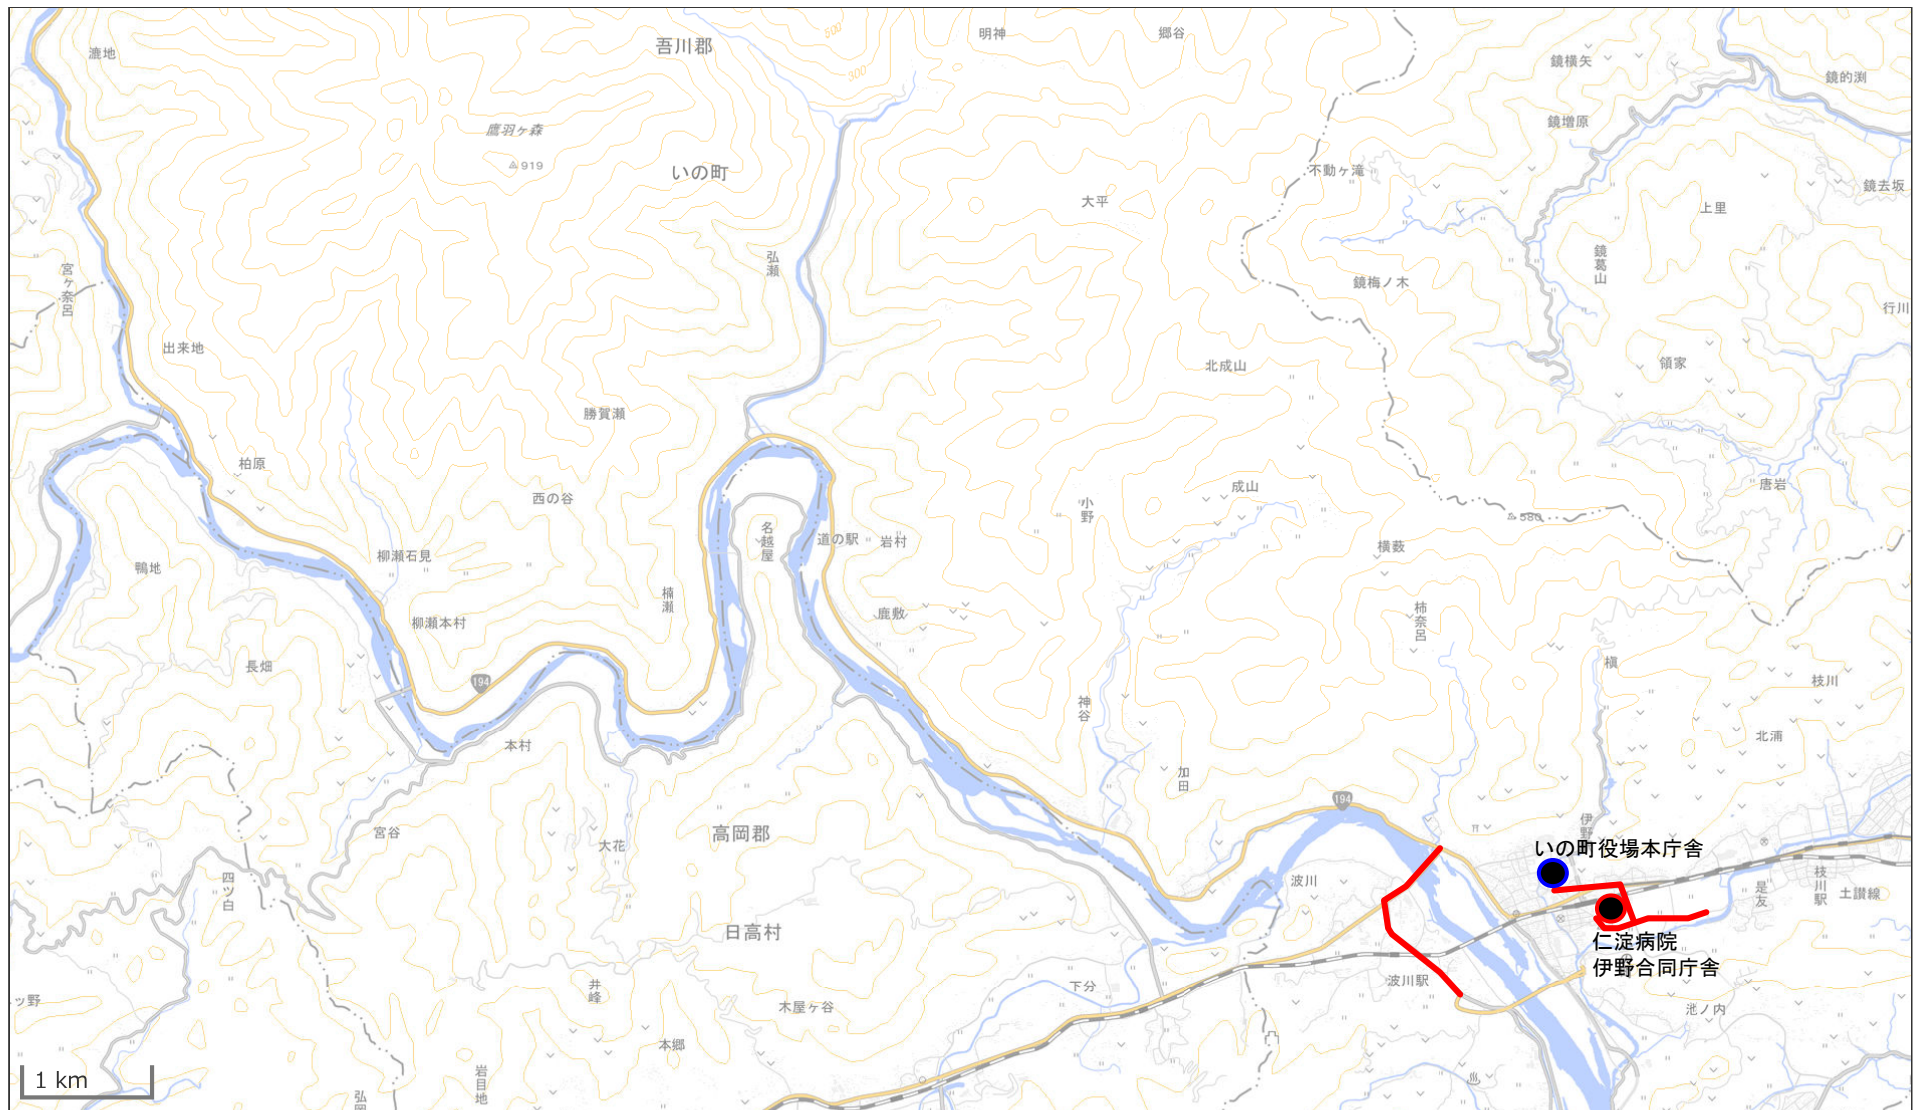 漉地
吾川郡
明神
郷谷
500
300
鏡横矢
鏡的渕
鷹羽ヶ森
919
いの町
鏡増原
不動ヶ滝
鏡去坂
大平
上里
弘瀬
鏡葛山
宮ヶ奈呂
鏡梅ノ木
行川
出来地
北成山
領家
勝賀瀬
柏原
西の谷
成山
唐岩
小野
580
名越屋
道の駅
岩村
横薮
柳瀬石見
鴨地
楠瀬
鹿敷
柿奈呂
柳瀬本村
長畑
194
槇
枝川
神谷
北浦
本村
加田
194
宮谷
高岡郡
大花
伊野
いの町役場本庁舎
四ツ白
波川
是友
枝川駅
土讃線
日高村
仁淀病院
伊野合同庁舎
ッ野
井峰
下分
波川駅
木屋ヶ谷
池ノ内
本郷
岩目地
1 km